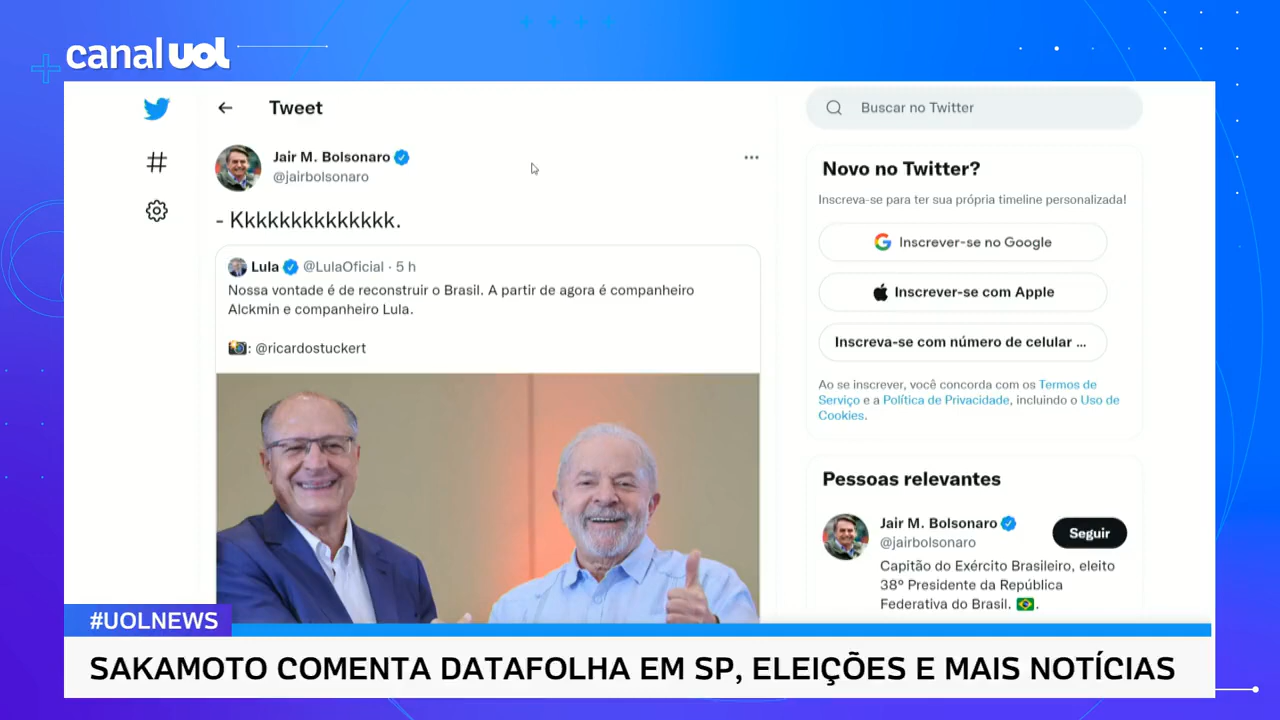 canal uol
Tweet
Jair M. Bolsonaro
@jairbolsonaro
- Kkkkkkkkkkkkkk.
Lula @LulaOficial · 5 h
Nossa vontade é de reconstruir o Brasil. A partir de agora é companheiro
Alckmin e companheiro Lula.
: @ricardostuckert
Buscar no Twitter
Novo no Twitter?
Inscreva-se para ter sua própria timeline personalizada!
Inscrever-se no Google
Inscrever-se com Apple
Inscreva-se com número de celular ...
Ao se inscrever, você concorda com os Termos de
Serviço e a Política de Privacidade, incluindo o Uso de
Cookies.
Pessoas relevantes
Jair M. Bolsonaro
@jairbolsonaro
Seguir
Capitão do Exército Brasileiro, eleito
38º Presidente da República
Federativa do Brasil. 🇧🇷.
#UOLNEWS
SAKAMOTO COMENTA DATAFOLHA EM SP, ELEIÇÕES E MAIS NOTÍCIAS